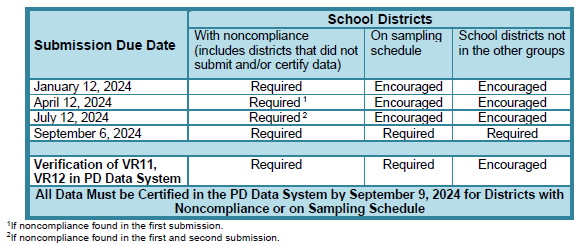 School Districts
Submission Due Date
With noncompliance
(includes districts that did not
submit and/or certify data)
On sampling
schedule
School districts not
in the other groups
January 12, 2024 Required Encouraged Encouraged
April 12, 2024 Required ¹ Encouraged Encouraged
July 12, 2024 Required ² Encouraged Encouraged
September 6, 2024 Required Required Required
Verification of VR11,
VR12 in PD Data System
Required Required Encouraged
All Data Must be Certified in the PD Data System by September 9, 2024 for Districts with
Noncompliance or on Sampling Schedule
¹If noncompliance found in the first submission.
²If noncompliance found in the first and second submission.